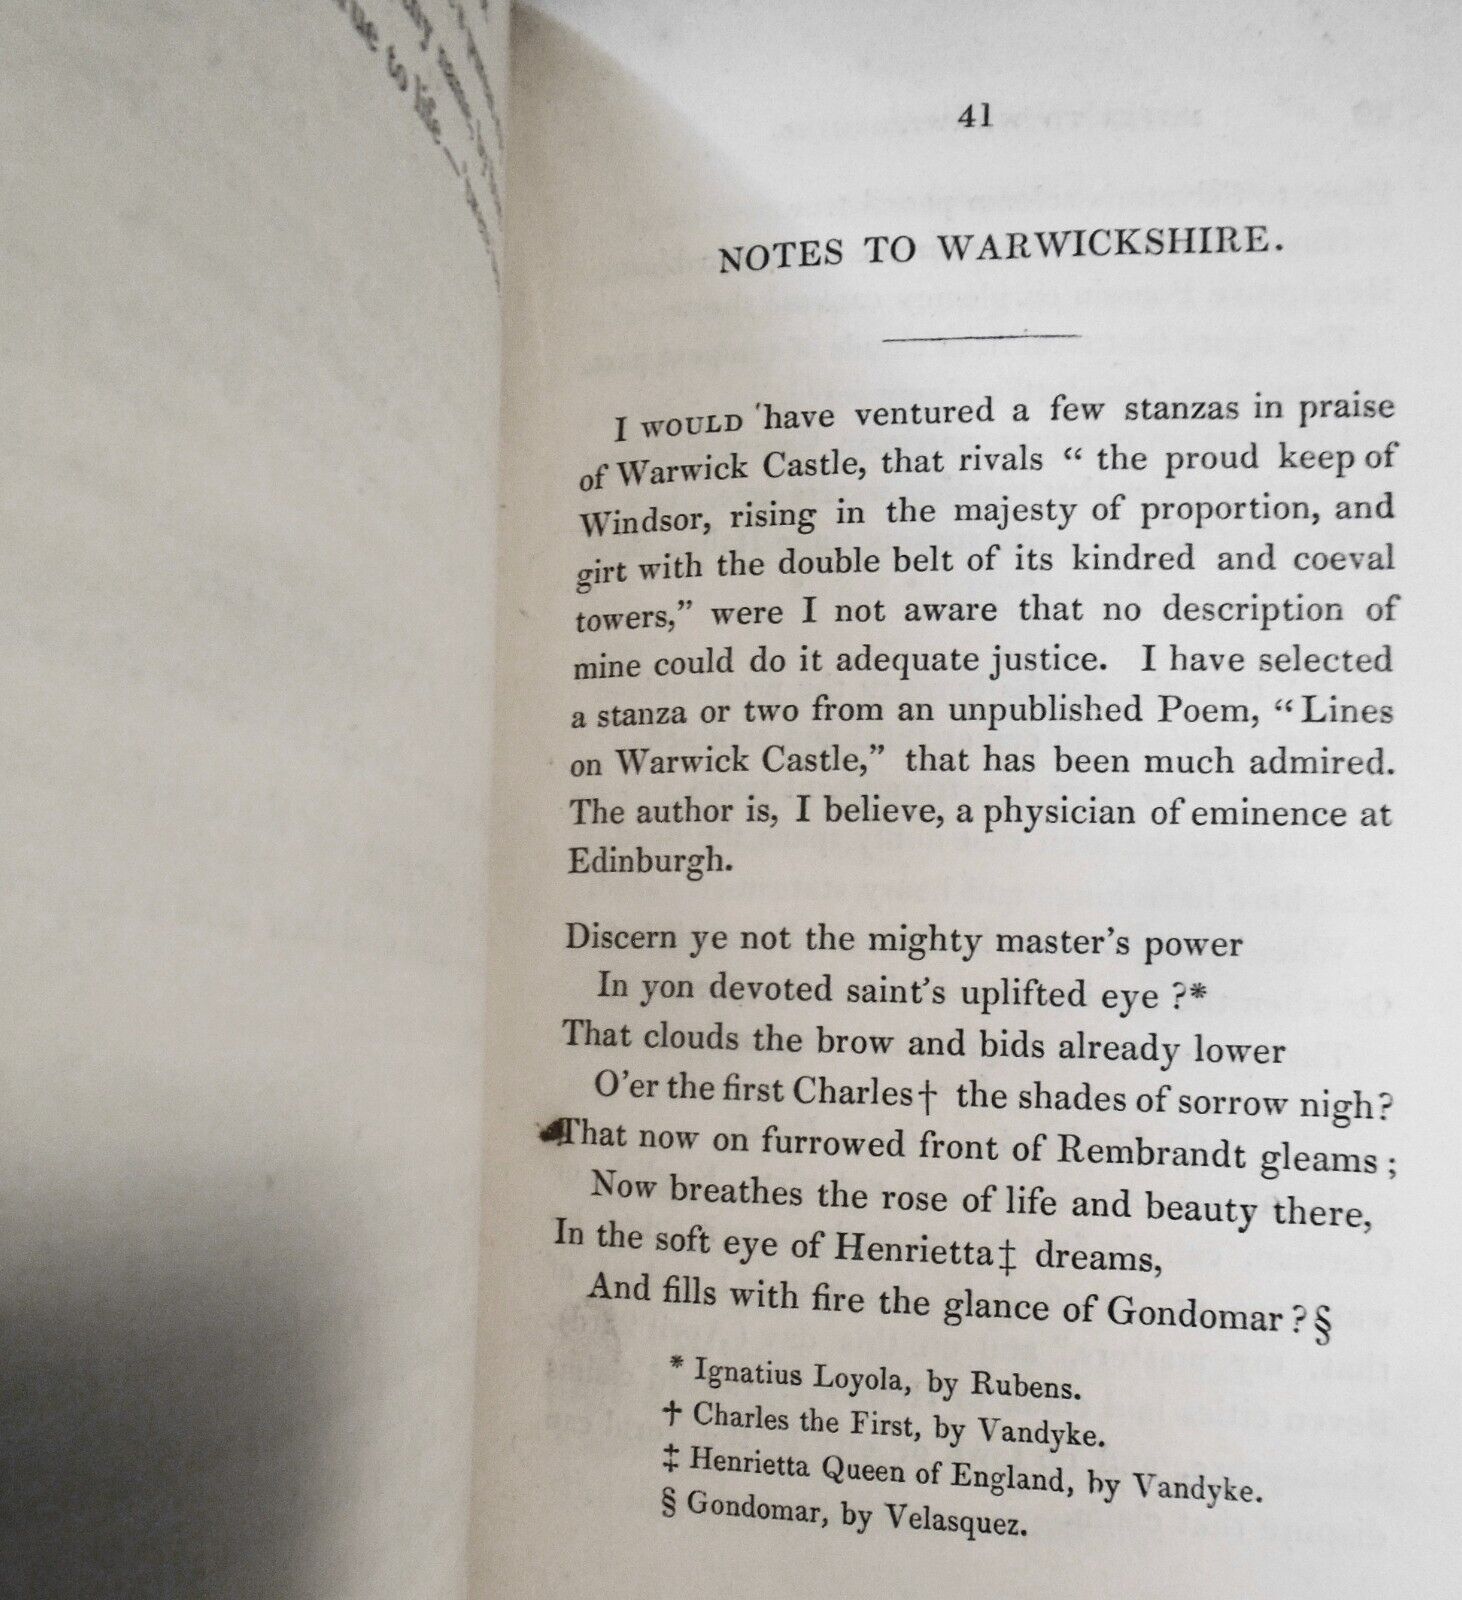 41
NOTES TO WARWICKSHIRE.
I WOULD 'have ventured a few stanzas in praise
of Warwick Castle, that rivals “ the proud keep of
Windsor, rising in the majesty of proportion, and
girt with the double belt of its kindred and coeval
towers,” were I not aware that no description of
mine could do it adequate justice. I have selected
a stanza or two from an unpublished Poem, “ Lines
on Warwick Castle,” that has been much admired.
The author is, I believe, a physician of eminence at
Edinburgh.
Discern ye not the mighty master’s power
In yon devoted saint’s uplifted eye ?*
That clouds the brow and bids already lower
O’er the first Charles† the shades of sorrow nigh?
That now on furrowed front of Rembrandt gleams ;
Now breathes the rose of life and beauty there,
In the soft eye of Henrietta‡ dreams,
And fills with fire the glance of Gondomar ? §
* Ignatius Loyola, by Rubens.
† Charles the First, by Vandyke.
‡ Henrietta Queen of England, by Vandyke.
§ Gondomar, by Velasquez.